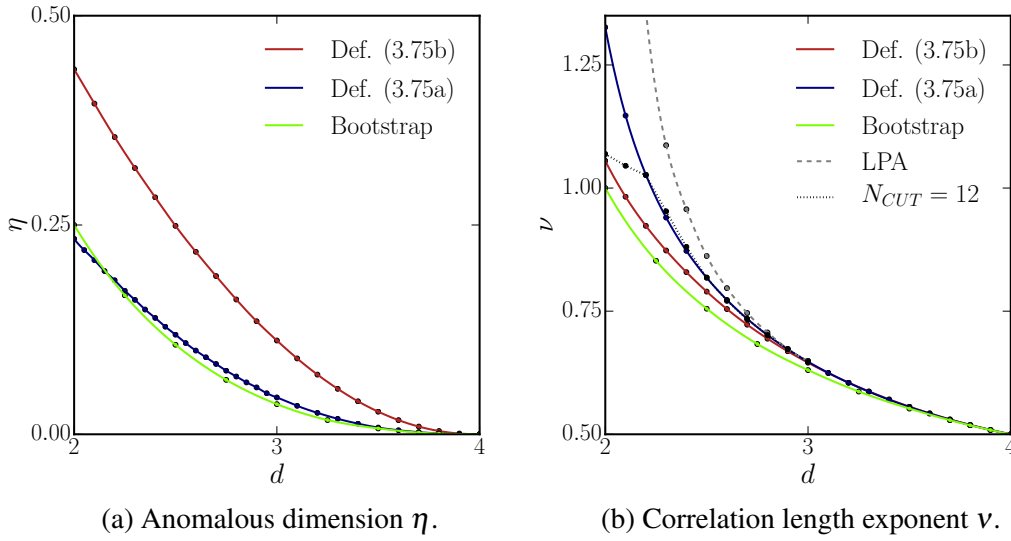 0.50
Def. (3.75b)
Def. (3.75a)
Bootstrap
0.25
η
0.00
2
3
4
d
(a) Anomalous dimension η.
1.25
Def. (3.75b)
Def. (3.75a)
Bootstrap
LPA
N_{CUT} = 12
1.00
ν
0.75
0.50
2
3
4
d
(b) Correlation length exponent ν.